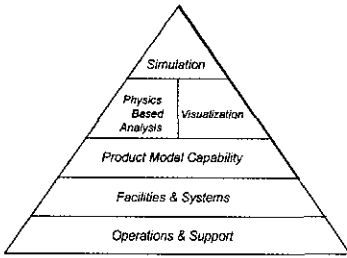 Simulation
Physics
Based
Analysis
Visualization
Product Model Capability
Facilities & Systems
Operations & Support